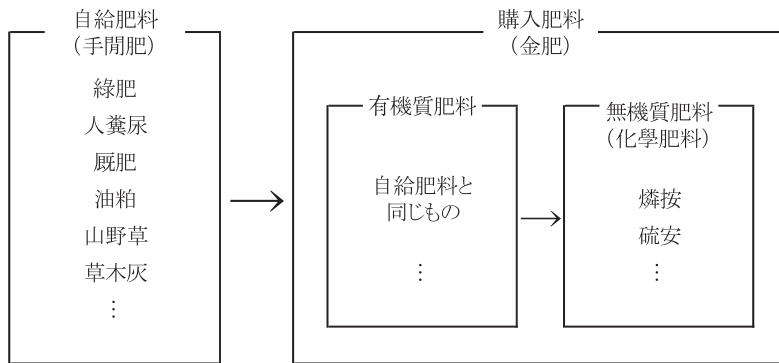 自給肥料
(手閒肥)
綠肥
人糞尿
厩肥
油粕
山野草
草木灰
⋮
購入肥料
(金肥)
有機質肥料
自給肥料と
同じもの
⋮
無機質肥料
(化學肥料)
燐按
硫安
⋮